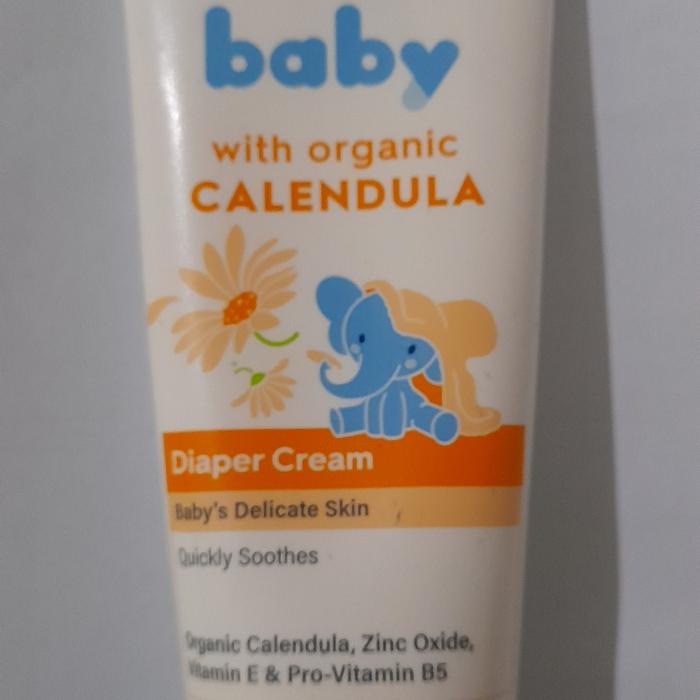 baby
with organic
CALENDULA
Diaper Cream
Baby's Delicate Skin
Quickly Soothes
Organic Calendula, Zinc Oxide,
Vitamin E & Pro-Vitamin B5